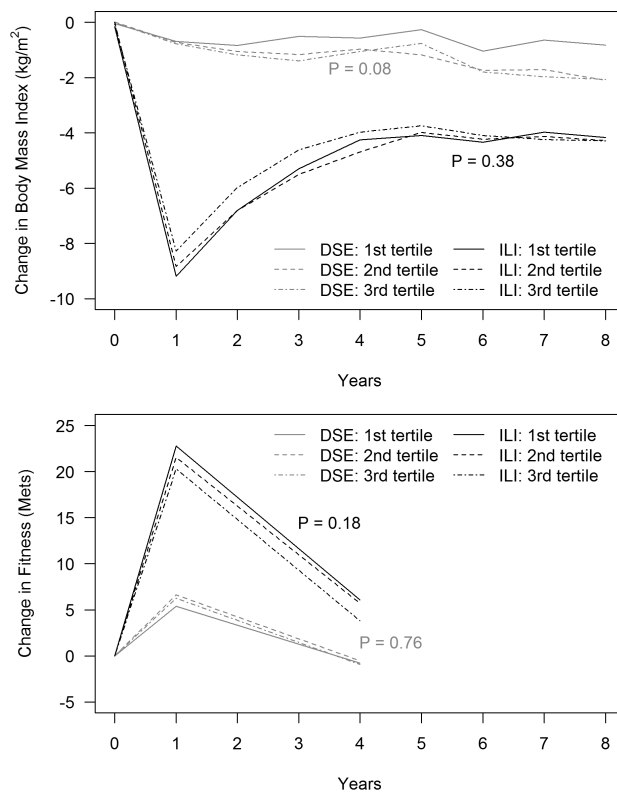 Change in Body Mass Index (kg/m²)
0
-2
-4
-6
-8
-10
P = 0.08
P = 0.38
DSE: 1st tertile ILI: 1st tertile
DSE: 2nd tertile ILI: 2nd tertile
DSE: 3rd tertile ILI: 3rd tertile
0 1 2 3 4 5 6 7 8
Years
Change in Fitness (Mets)
25
20
15
10
5
0
-5
DSE: 1st tertile ILI: 1st tertile
DSE: 2nd tertile ILI: 2nd tertile
DSE: 3rd tertile ILI: 3rd tertile
P = 0.18
P = 0.76
0 1 2 3 4 5 6 7 8
Years